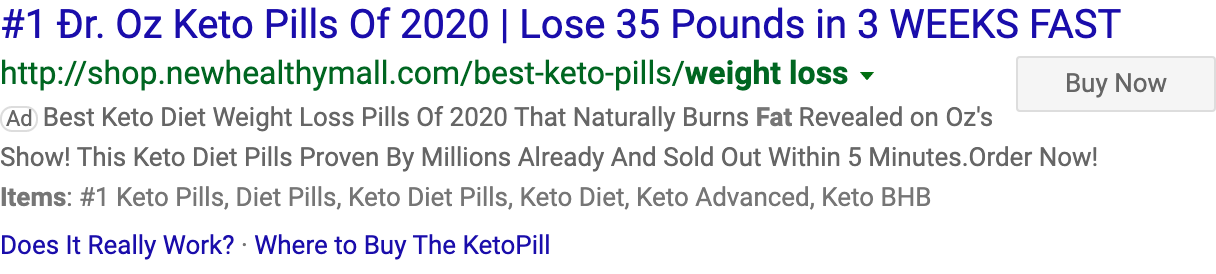 #1 Đr. Oz Keto Pills Of 2020 | Lose 35 Pounds in 3 WEEKS FAST
http://shop.newhealthymall.com/best-keto-pills/weight loss
Buy Now
Ad Best Keto Diet Weight Loss Pills Of 2020 That Naturally Burns Fat Revealed on Oz's
Show! This Keto Diet Pills Proven By Millions Already And Sold Out Within 5 Minutes.Order Now!
Items: #1 Keto Pills, Diet Pills, Keto Diet Pills, Keto Diet, Keto Advanced, Keto BHB
Does It Really Work? · Where to Buy The KetoPill